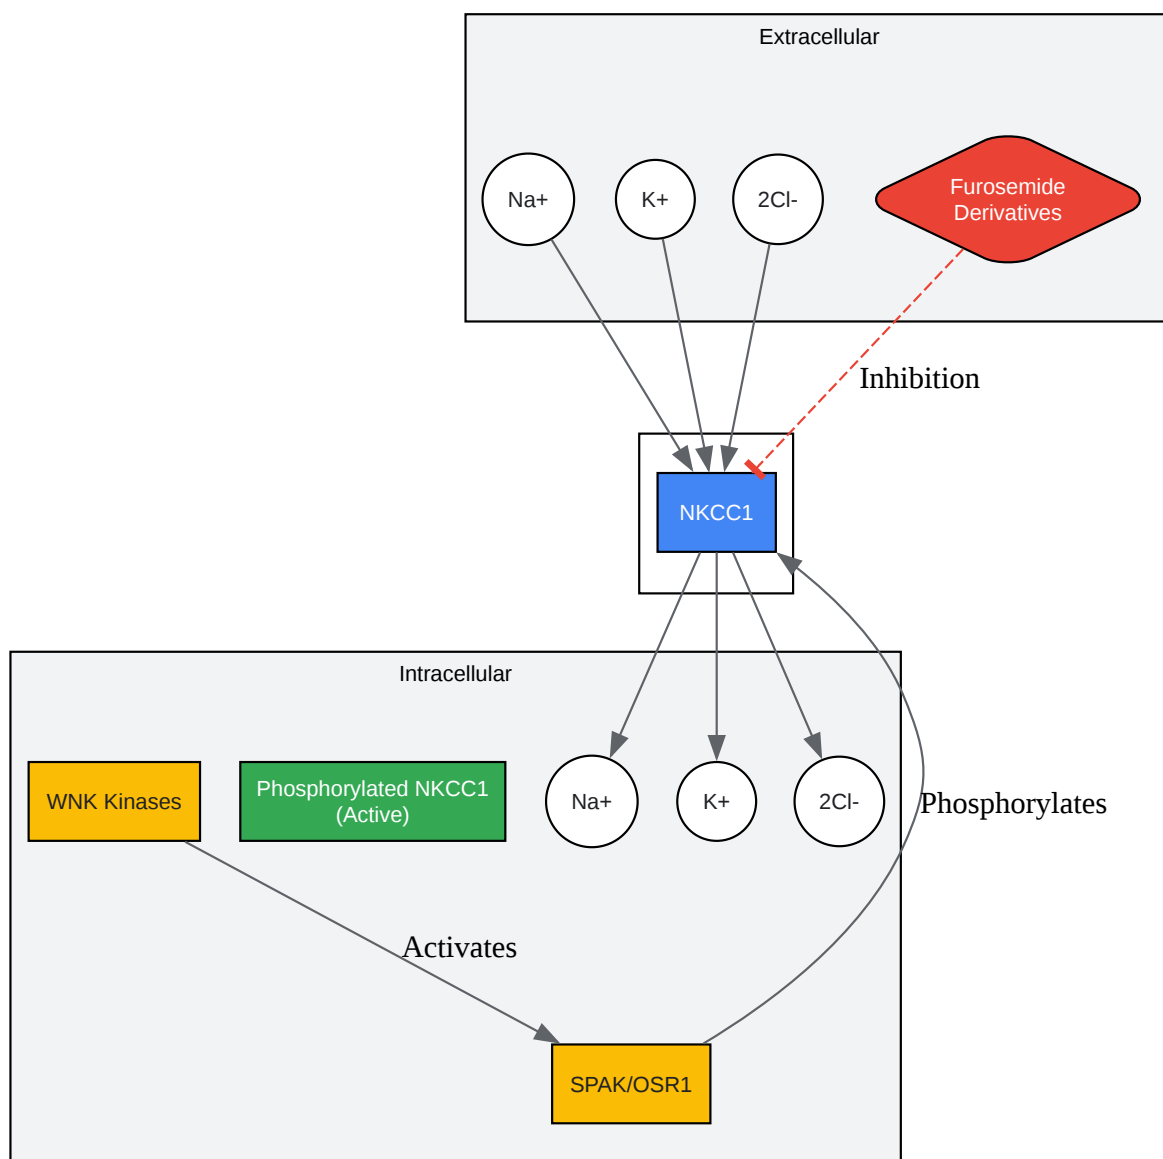 Extracellular
Na+
K+
2Cl-
Furosemide
Derivatives
Inhibition
NKCC1
Intracellular
WNK Kinases
Phosphorylated NKCC1
(Active)
Na+
K+
2Cl-
Phosphorylates
Activates
SPAK/OSR1